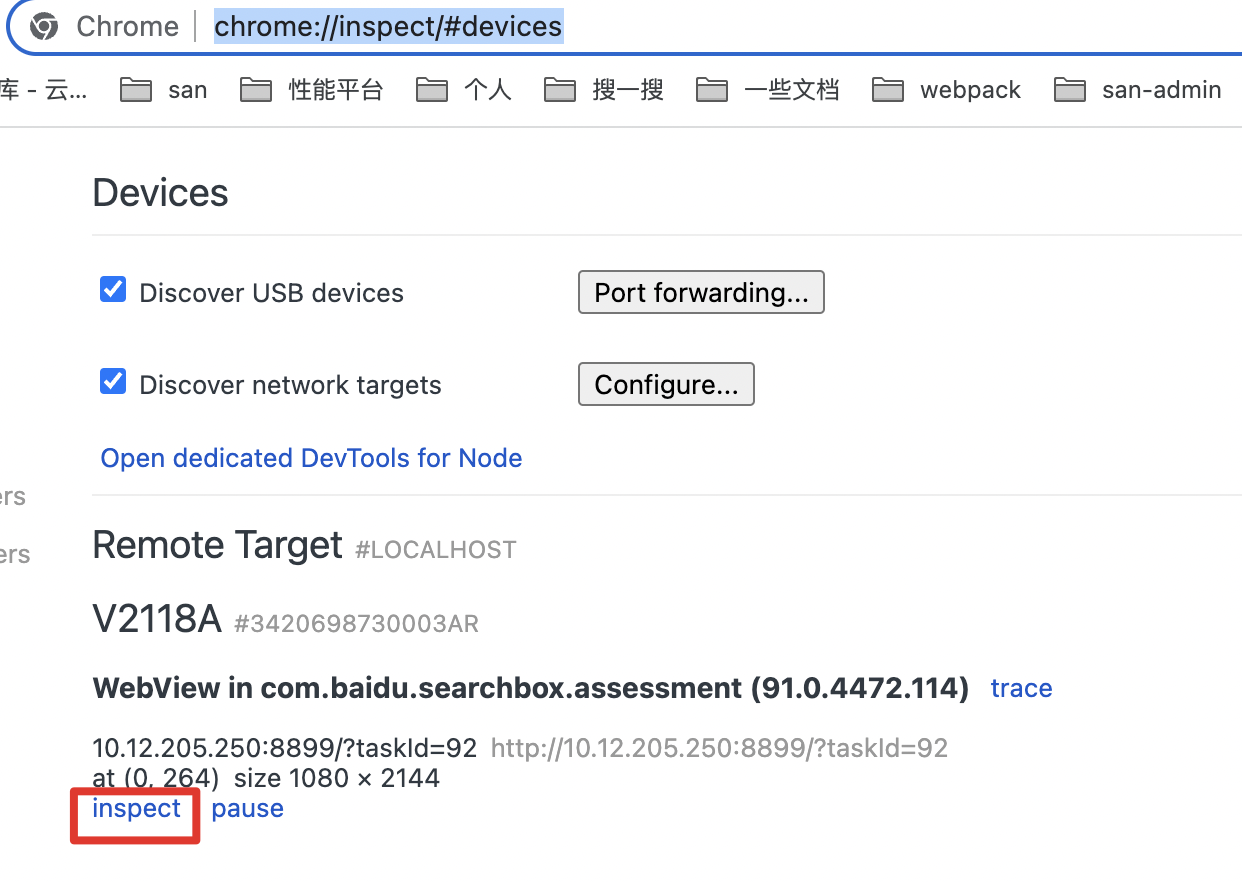 Chrome chrome://inspect/#devices
库 - 云... san 性能平台 个人 搜一搜 一些文档 webpack san-admin
Devices
Discover USB devices Port forwarding...
Discover network targets Configure...
Open dedicated DevTools for Node
ers
Remote Target #LOCALHOST
ers
V2118A #3420698730003AR
WebView in com.baidu.searchbox.assessment (91.0.4472.114) trace
10.12.205.250:8899/?taskId=92 http://10.12.205.250:8899/?taskId=92
at (0, 264) size 1080 × 2144
inspect pause